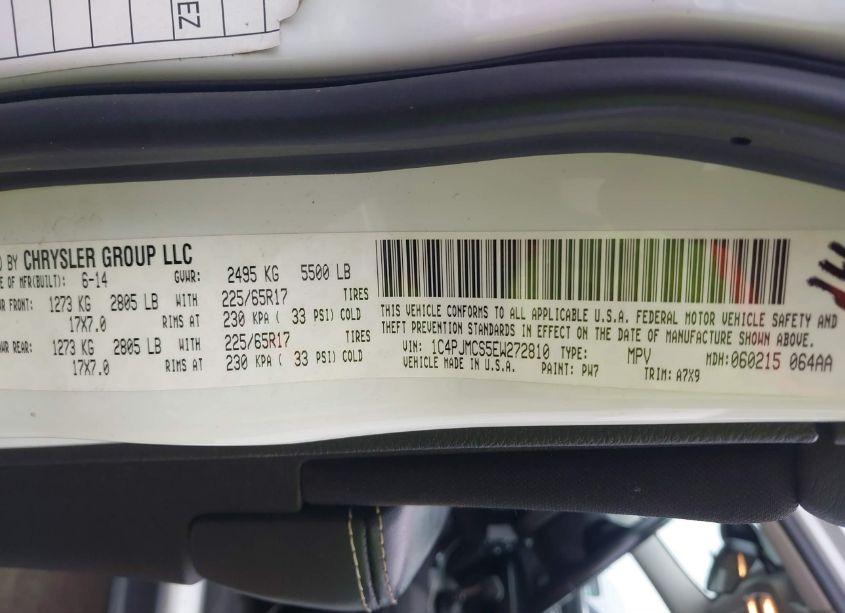 EZ
D BY CHRYSLER GROUP LLC
E OF MFR(BUILT): 6-14 GVWR: 2495 KG 5500 LB
WR FRONT: 1273 KG 2805 LB WITH 225/65R17 TIRES
17X7.0 RIMS AT 230 KPA ( 33 PSI) COLD
WR REAR: 1273 KG 2805 LB WITH 225/65R17 TIRES
17X7.0 RIMS AT 230 KPA ( 33 PSI) COLD
THIS VEHICLE CONFORMS TO ALL APPLICABLE U.S.A. FEDERAL MOTOR VEHICLE SAFETY AND
THEFT PREVENTION STANDARDS IN EFFECT ON THE DATE OF MANUFACTURE SHOWN ABOVE.
VIN: 1C4PJMCS5EW272810 TYPE: MPV MDH:060215 064AA
VEHICLE MADE IN U.S.A. PAINT: PW7 TRIM: A7X9